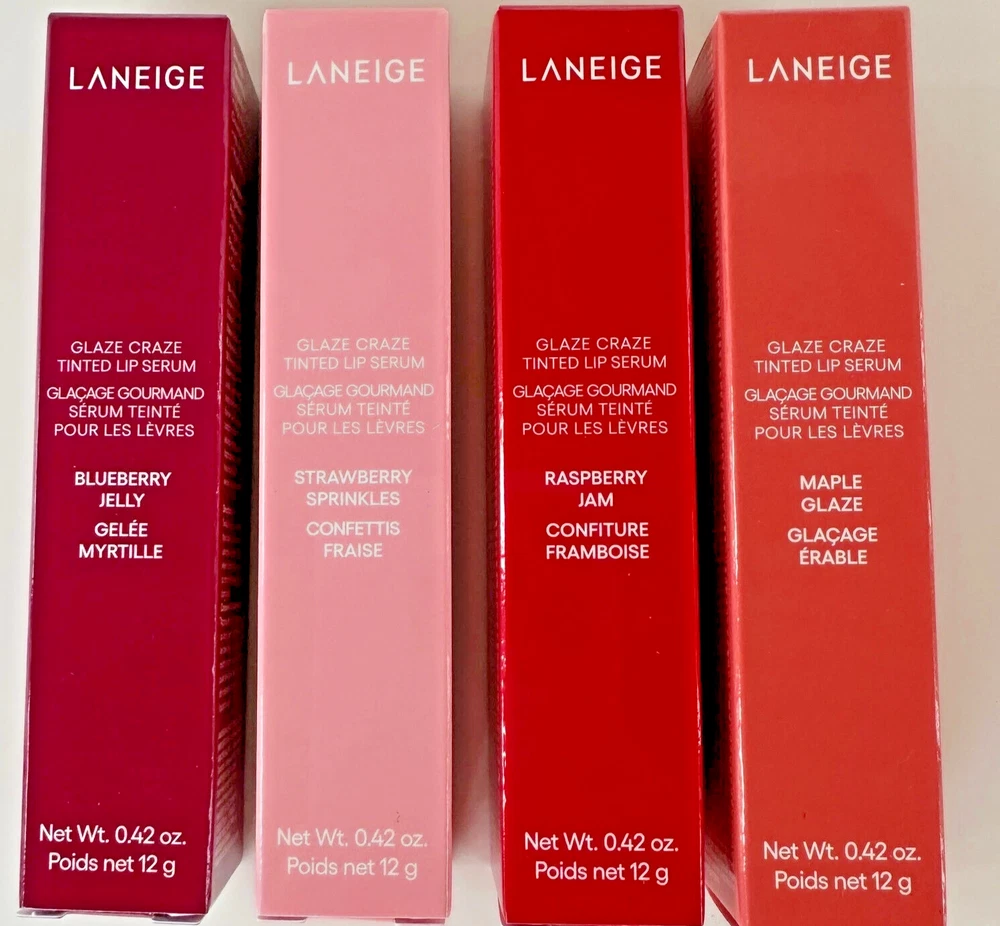 LANEIGE
GLAZE CRAZE
TINTED LIP SERUM
GLAÇAGE GOURMAND
SÉRUM TEINTÉ
POUR LES LÈVRES
BLUEBERRY
JELLY
GELÉE
MYRTILLE
Net Wt. 0.42 oz.
Poids net 12 g
LANEIGE
GLAZE CRAZE
TINTED LIP SERUM
GLAÇAGE GOURMAND
SÉRUM TEINTÉ
POUR LES LÈVRES
STRAWBERRY
SPRINKLES
CONFETTIS
FRAISE
Net Wt. 0.42 oz.
Poids net 12 g
LANEIGE
GLAZE CRAZE
TINTED LIP SERUM
GLAÇAGE GOURMAND
SÉRUM TEINTÉ
POUR LES LÈVRES
RASPBERRY
JAM
CONFITURE
FRAMBOISE
Net Wt. 0.42 oz.
Poids net 12 g
LANEIGE
GLAZE CRAZE
TINTED LIP SERUM
GLAÇAGE GOURMAND
SÉRUM TEINTÉ
POUR LES LÈVRES
MAPLE
GLAZE
GLAÇAGE
ÉRABLE
Net Wt. 0.42 oz.
Poids net 12 g